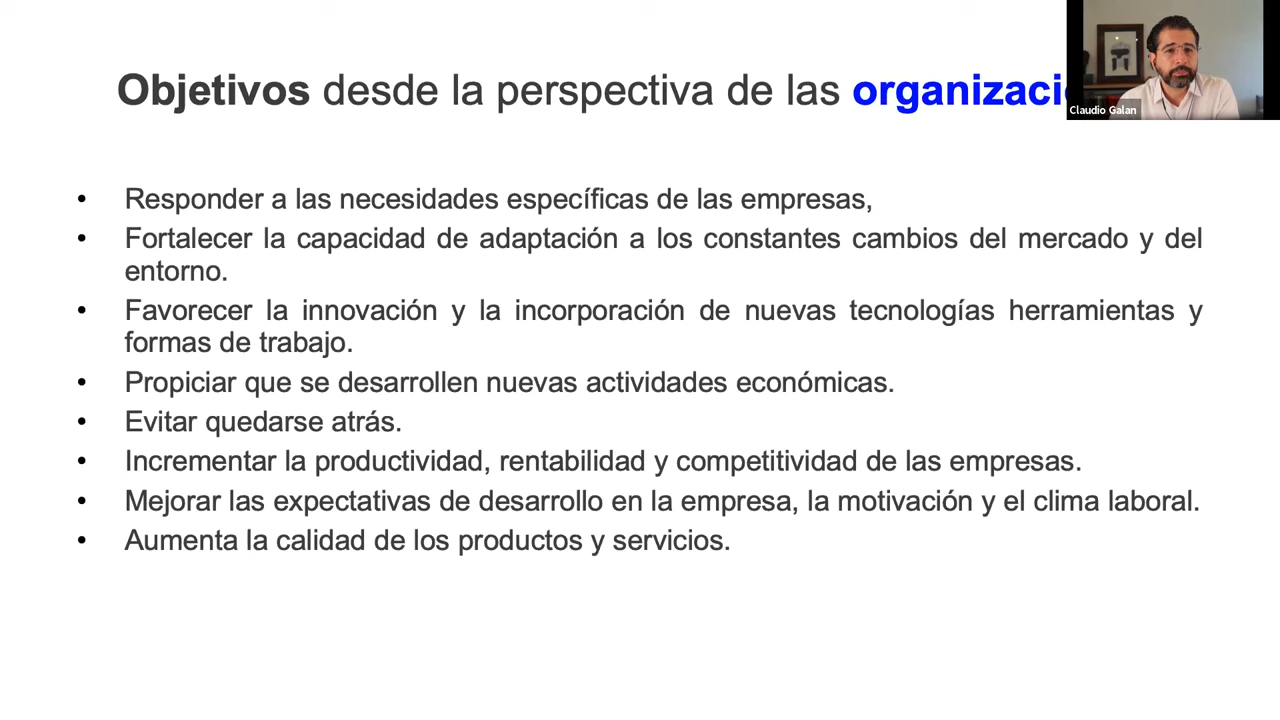 Objetivos desde la perspectiva de las organizaci
Claudio Galan
• Responder a las necesidades específicas de las empresas,
• Fortalecer la capacidad de adaptación a los constantes cambios del mercado y del
entorno.
• Favorecer la innovación y la incorporación de nuevas tecnologías herramientas y
formas de trabajo.
• Propiciar que se desarrollen nuevas actividades económicas.
• Evitar quedarse atrás.
• Incrementar la productividad, rentabilidad y competitividad de las empresas.
• Mejorar las expectativas de desarrollo en la empresa, la motivación y el clima laboral.
• Aumenta la calidad de los productos y servicios.